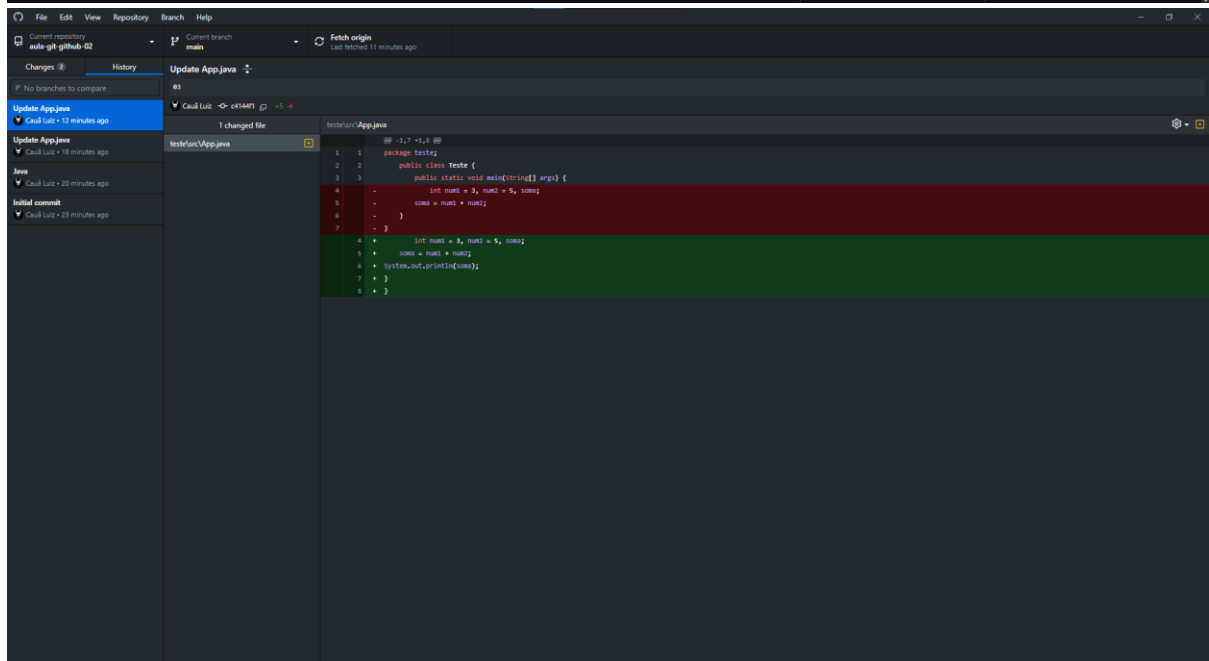 File Edit View Repository Branch Help
Current repository
aula-git-github-02
Current branch
main
Fetch origin
Last fetched 11 minutes ago
Changes 2 History
No branches to compare
Update App.java
Cauã Luiz • 12 minutes ago
Update App.java
Cauã Luiz • 18 minutes ago
Java
Cauã Luiz • 20 minutes ago
Initial commit
Cauã Luiz • 23 minutes ago
Update App.java
03
Cauã Luiz c4144f1 +5 -4
1 changed file
teste\src\App.java
teste\src\App.java
@@ -1,7 +1,8 @@
1 1 package teste;
2 2 public class Teste {
3 3 public static void main(String[] args) {
4 - int num1 = 3, num2 = 5, soma;
5 - soma = num1 + num2;
6 - }
7 - }
4 + int num1 = 3, num2 = 5, soma;
5 + soma = num1 + num2;
6 + System.out.println(soma);
7 + }
8 + }